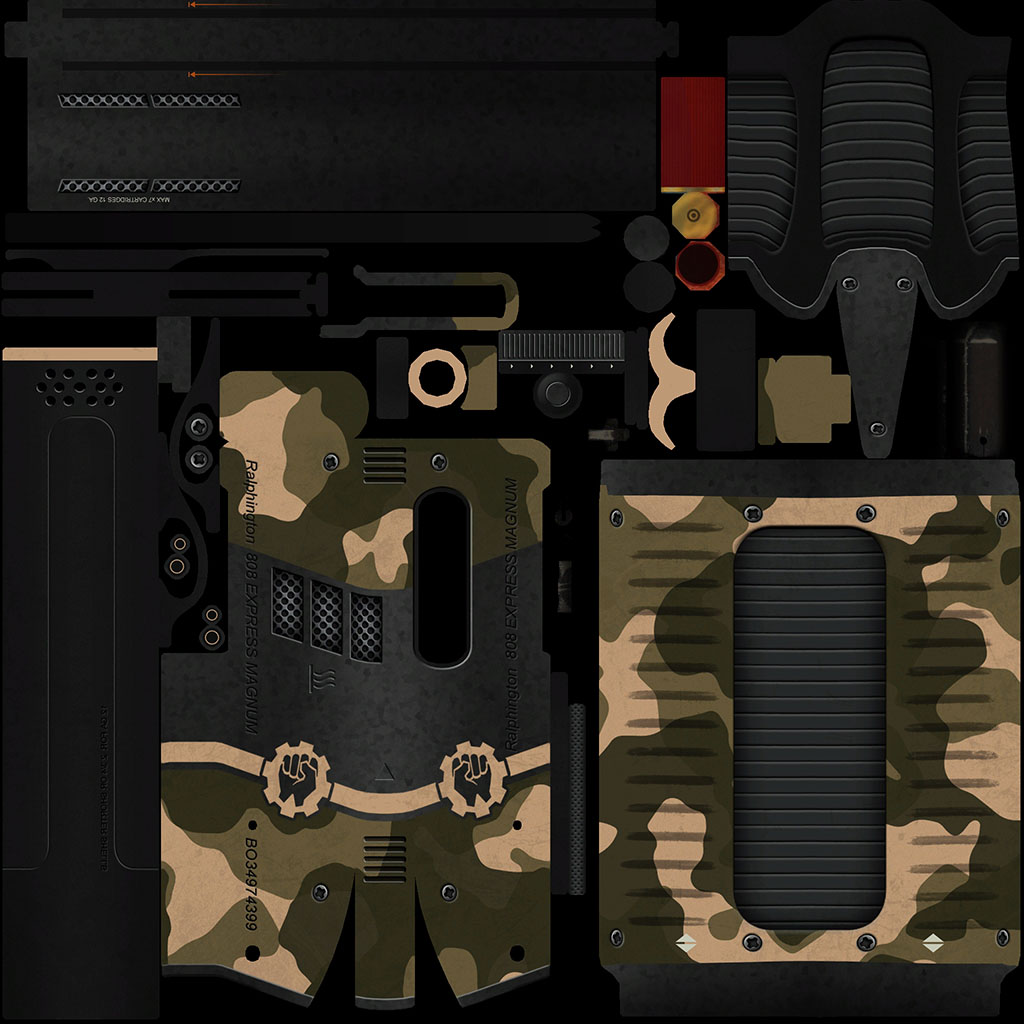 MAX x7 CARTRIDGES 12 GA.
Ralphington 808 EXPRESS MAGNUM
Ralphington 808 EXPRESS MAGNUM
BO34974399